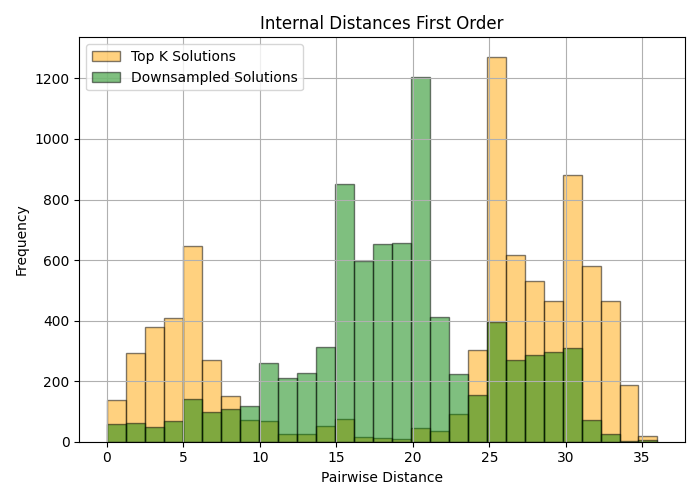 Internal Distances First Order
Top K Solutions
Downsampled Solutions
Frequency
1200
1000
800
600
400
200
0
0 5 10 15 20 25 30 35
Pairwise Distance